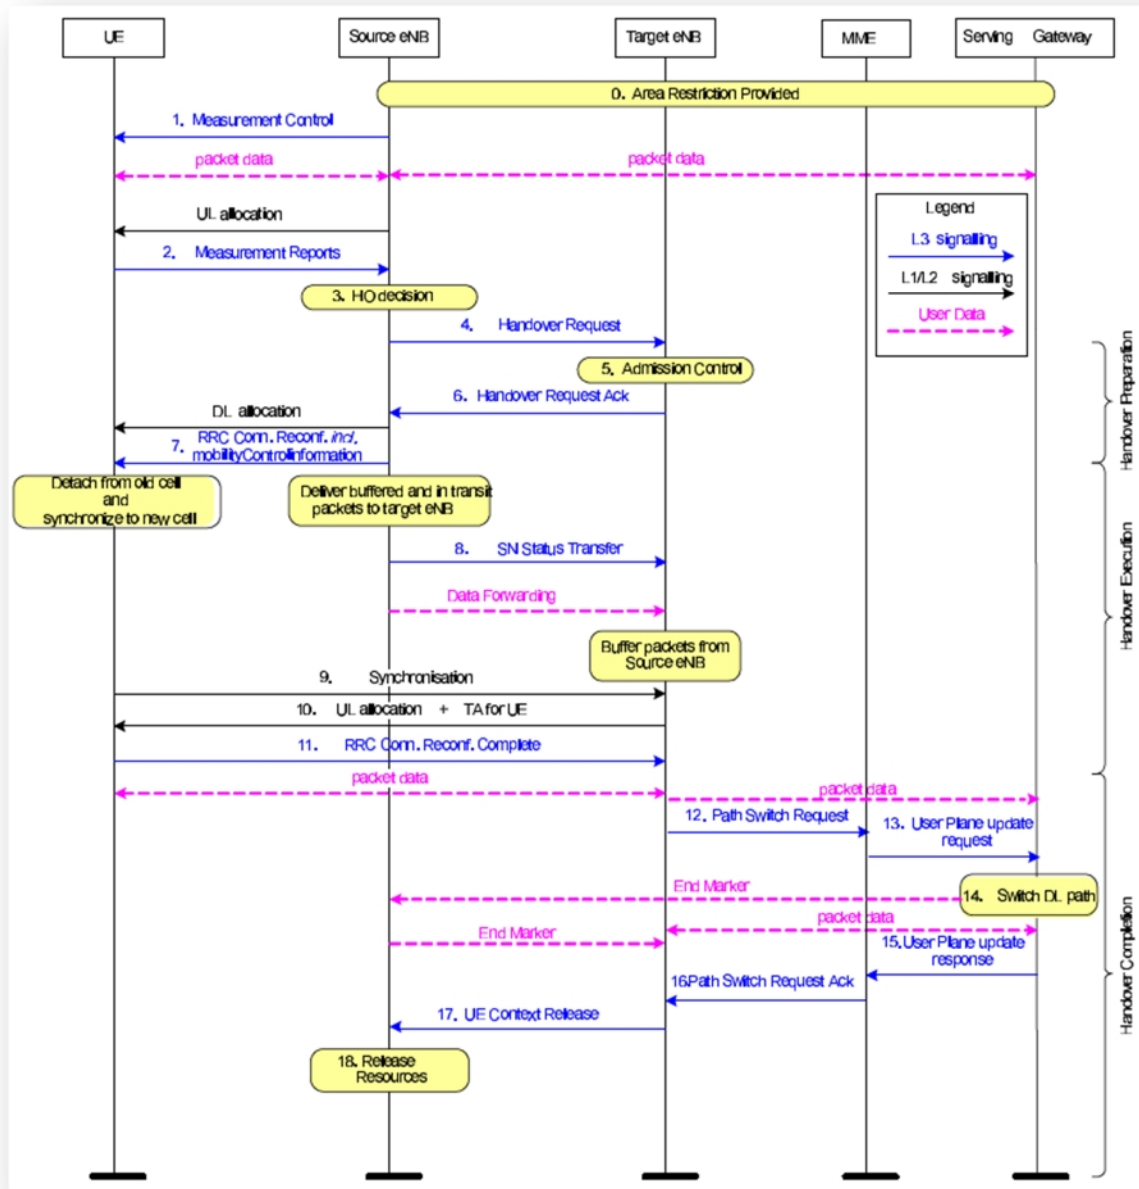 UE
Source eNB
Target eNB
MME
Serving Gateway
0. Area Restriction Provided
1. Measurement Control
packet data
packet data
Legend
L3 signalling
L1/L2 signalling
User Data
UL allocation
2. Measurement Reports
3. HO decision
4. Handover Request
5. Admission Control
6. Handover Request Ack
DL allocation
7. RRC Conn. Reconf. incl.
mobilityControlinformation
Handover Preparation
Detach from old cell
and
synchronize to new cell
Deliver buffered and in transit
packets to target eNB
8. SN Status Transfer
Data Forwarding
Buffer packets from
Source eNB
9. Synchronisation
10. UL allocation + TA for UE
11. RRC Conn. Reconf. Complete
Handover Execution
packet data
packet data
12. Path Switch Request
13. User Plane update
request
End Marker
14. Switch DL path
packet data
End Marker
15.User Plane update
response
16.Path Switch Request Ack
17. UE Context Release
18. Release
Resources
Handover Completion